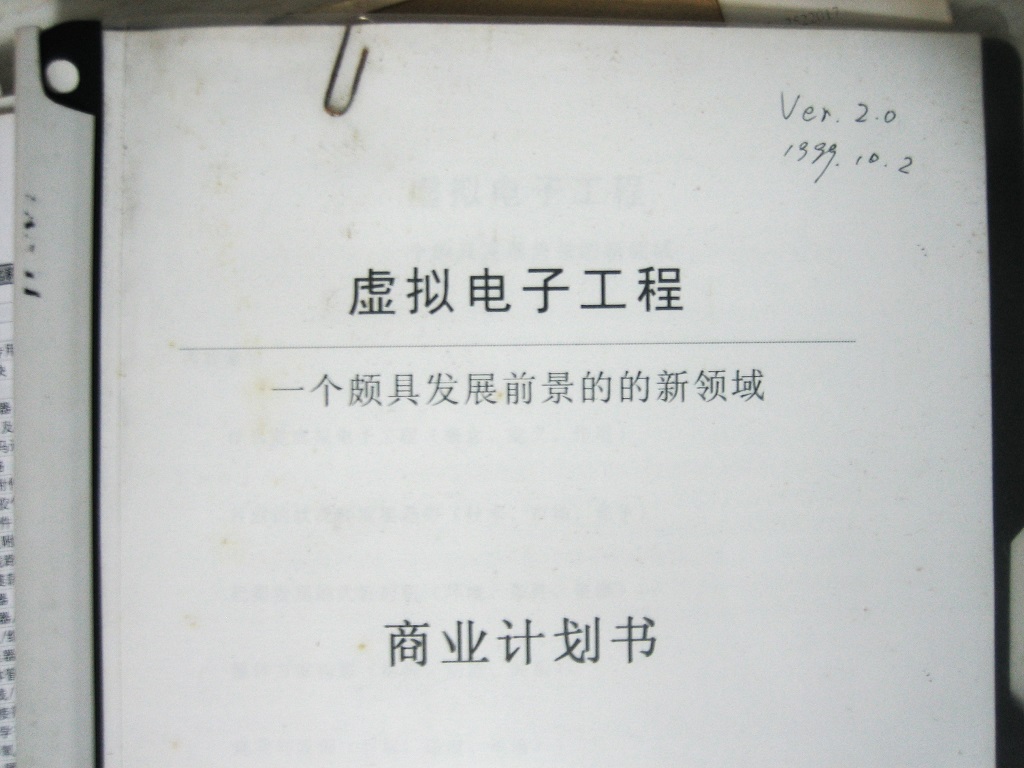 Ver. 2.0
1999.10.2
虚拟电子工程
一个颇具发展前景的的新领域
商业计划书